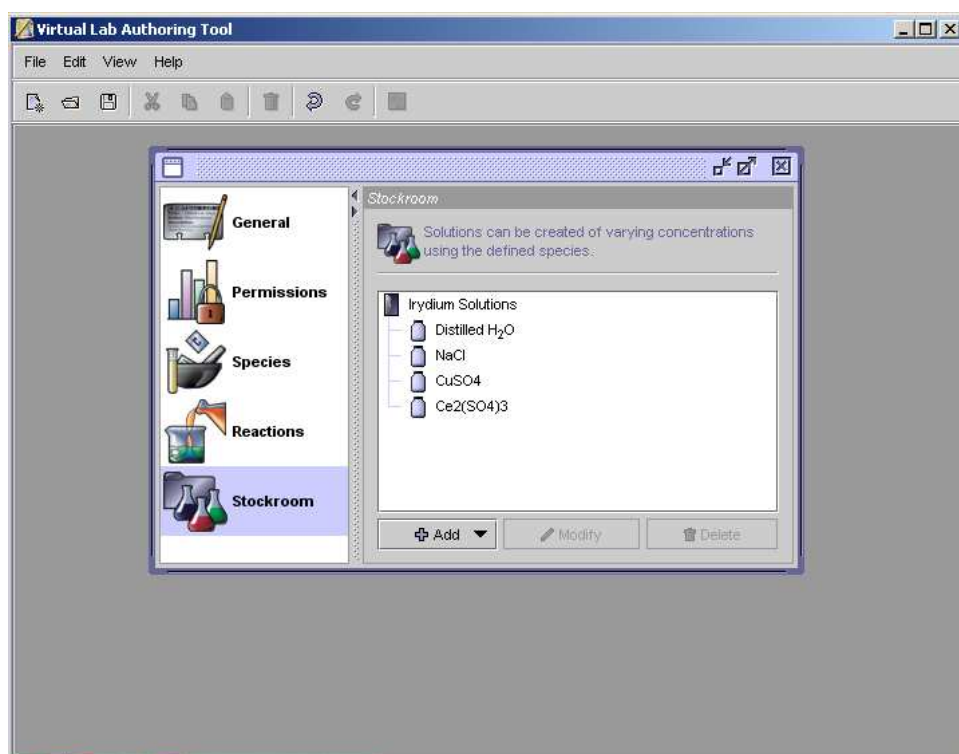 Virtual Lab Authoring Tool
File Edit View Help
General
Permissions
Species
Reactions
Stockroom
Stockroom
Solutions can be created of varying concentrations
using the defined species.
Irydium Solutions
Distilled H₂O
NaCl
CuSO4
Ce2(SO4)3
Add Modify Delete